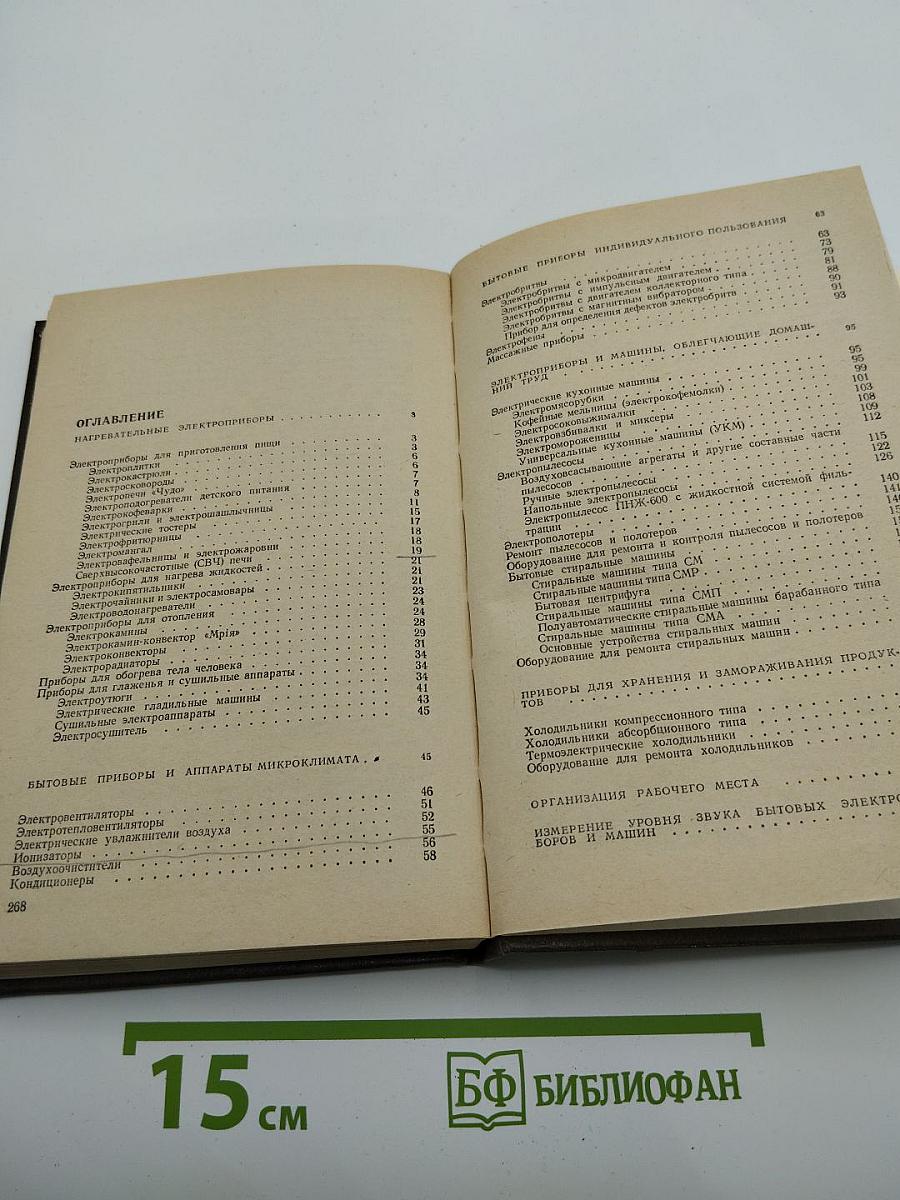 ОГЛАВЛЕНИЕ
НАГРЕВАТЕЛЬНЫЕ ЭЛЕКТРОПРИБОРЫ . . . 3
Электроприборы для приготовления пищи . . . 3
Электроплитки . . . 3
Электрокастрюли . . . 6
Электросковороды . . . 6
Электропечи «Чудо» . . . 7
Электроподогреватели детского питания . . . 7
Электрокофеварки . . . 8
Электрогрили и электрошашлычницы . . . 11
Электрические тостеры . . . 15
Электрофритюрницы . . . 17
Электромангал . . . 18
Электровафельницы и электрожаровни . . . 18
Сверхвысокочастотные (СВЧ) печи . . . 19
Электроприборы для нагрева жидкостей . . . 21
Электрокипятильники . . . 21
Электрочайники и электросамовары . . . 21
Электроводонагреватели . . . 23
Электроприборы для отопления . . . 24
Электрокамины . . . 24
Электрокамин-конвектор «Мрія» . . . 28
Электроконвекторы . . . 29
Электрорадиаторы . . . 31
Приборы для обогрева тела человека . . . 34
Приборы для глаженья и сушильные аппараты . . . 34
Электроутюги . . . 34
Электрические гладильные машины . . . 41
Сушильные электроаппараты . . . 43
Электросушитель . . . 45
БЫТОВЫЕ ПРИБОРЫ И АППАРАТЫ МИКРОКЛИМАТА . . 45
Электровентиляторы . . . 46
Электротепловентиляторы . . . 51
Электрические увлажнители воздуха . . . 52
Ионизаторы . . . 55
Воздухоочистители . . . 56
Кондиционеры . . . 58
268
БЫТОВЫЕ ПРИБОРЫ ИНДИВИДУАЛЬНОГО ПОЛЬЗОВАНИЯ 63
Электробритвы . . . 63
Электробритвы с микродвигателем . . . 73
Электробритвы с импульсным двигателем . . . 79
Электробритвы с двигателем коллекторного типа . . . 81
Электробритвы с магнитным вибратором . . . 88
Прибор для определения дефектов электробритв . . . 90
Электрофены . . . 91
Массажные приборы . . . 93
ЭЛЕКТРОПРИБОРЫ И МАШИНЫ, ОБЛЕГЧАЮЩИЕ ДОМАШ-
НИЙ ТРУД . . . 95
Электрические кухонные машины . . . 95
Электромясорубки . . . 95
Кофейные мельницы (электрокофемолки) . . . 99
Электросоковыжималки . . . 101
Электровзбивалки и миксеры . . . 103
Электромороженицы . . . 108
Универсальные кухонные машины (УКМ) . . . 109
Электропылесосы . . . 112
Воздуховсасывающие агрегаты и другие составные части
пылесосов . . . 115
Ручные электропылесосы . . . 122
Напольные электропылесосы . . . 126
Электропылесос ПНЖ-600 с жидкостной системой филь-
трации . . . 140
Электрополотеры . . . 141
Ремонт пылесосов и полотеров
Оборудование для ремонта и контроля пылесосов и полотеров
Бытовые стиральные машины
Стиральные машины типа СМ
Стиральные машины типа СМР
Бытовая центрифуга
Стиральные машины типа СМП
Полуавтоматические стиральные машины барабанного типа
Стиральные машины типа СМА
Основные устройства стиральных машин
Оборудование для ремонта стиральных машин
ПРИБОРЫ ДЛЯ ХРАНЕНИЯ И ЗАМОРАЖИВАНИЯ ПРОДУК-
ТОВ
Холодильники компрессионного типа
Холодильники абсорбционного типа
Термоэлектрические холодильники
Оборудование для ремонта холодильников
ОРГАНИЗАЦИЯ РАБОЧЕГО МЕСТА
ИЗМЕРЕНИЕ УРОВНЯ ЗВУКА БЫТОВЫХ ЭЛЕКТРО
БОРОВ И МАШИН
15 см
БФ БИБЛИОФАН